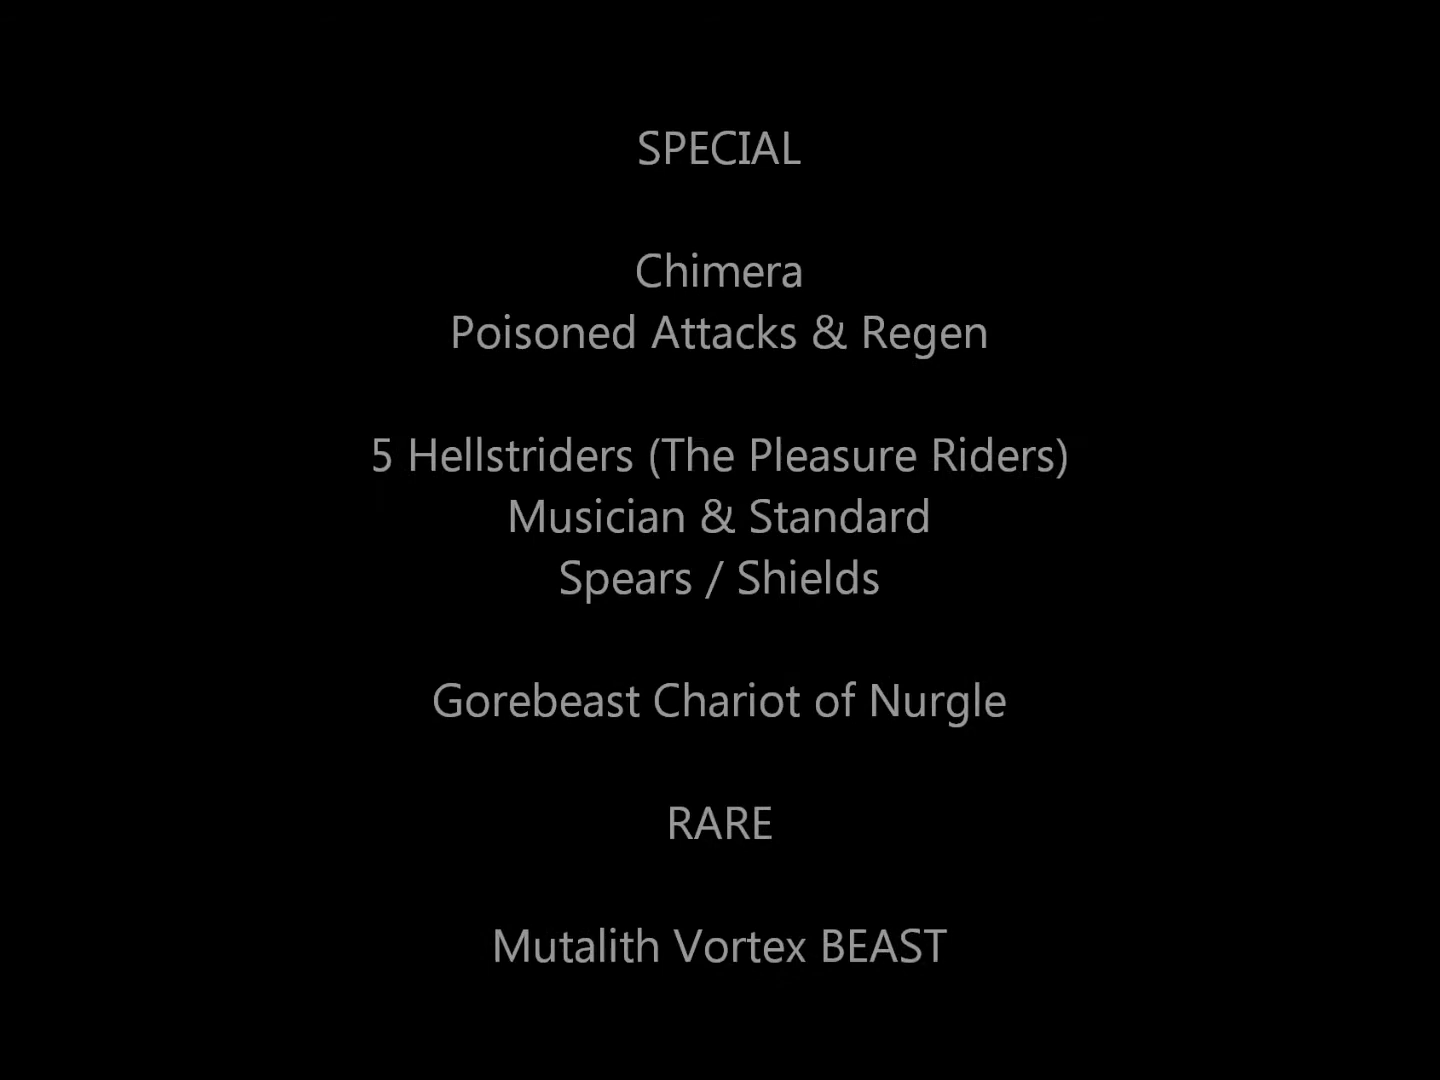 SPECIAL
Chimera
Poisoned Attacks & Regen
5 Hellstriders (The Pleasure Riders)
Musician & Standard
Spears / Shields
Gorebeast Chariot of Nurgle
RARE
Mutalith Vortex BEAST